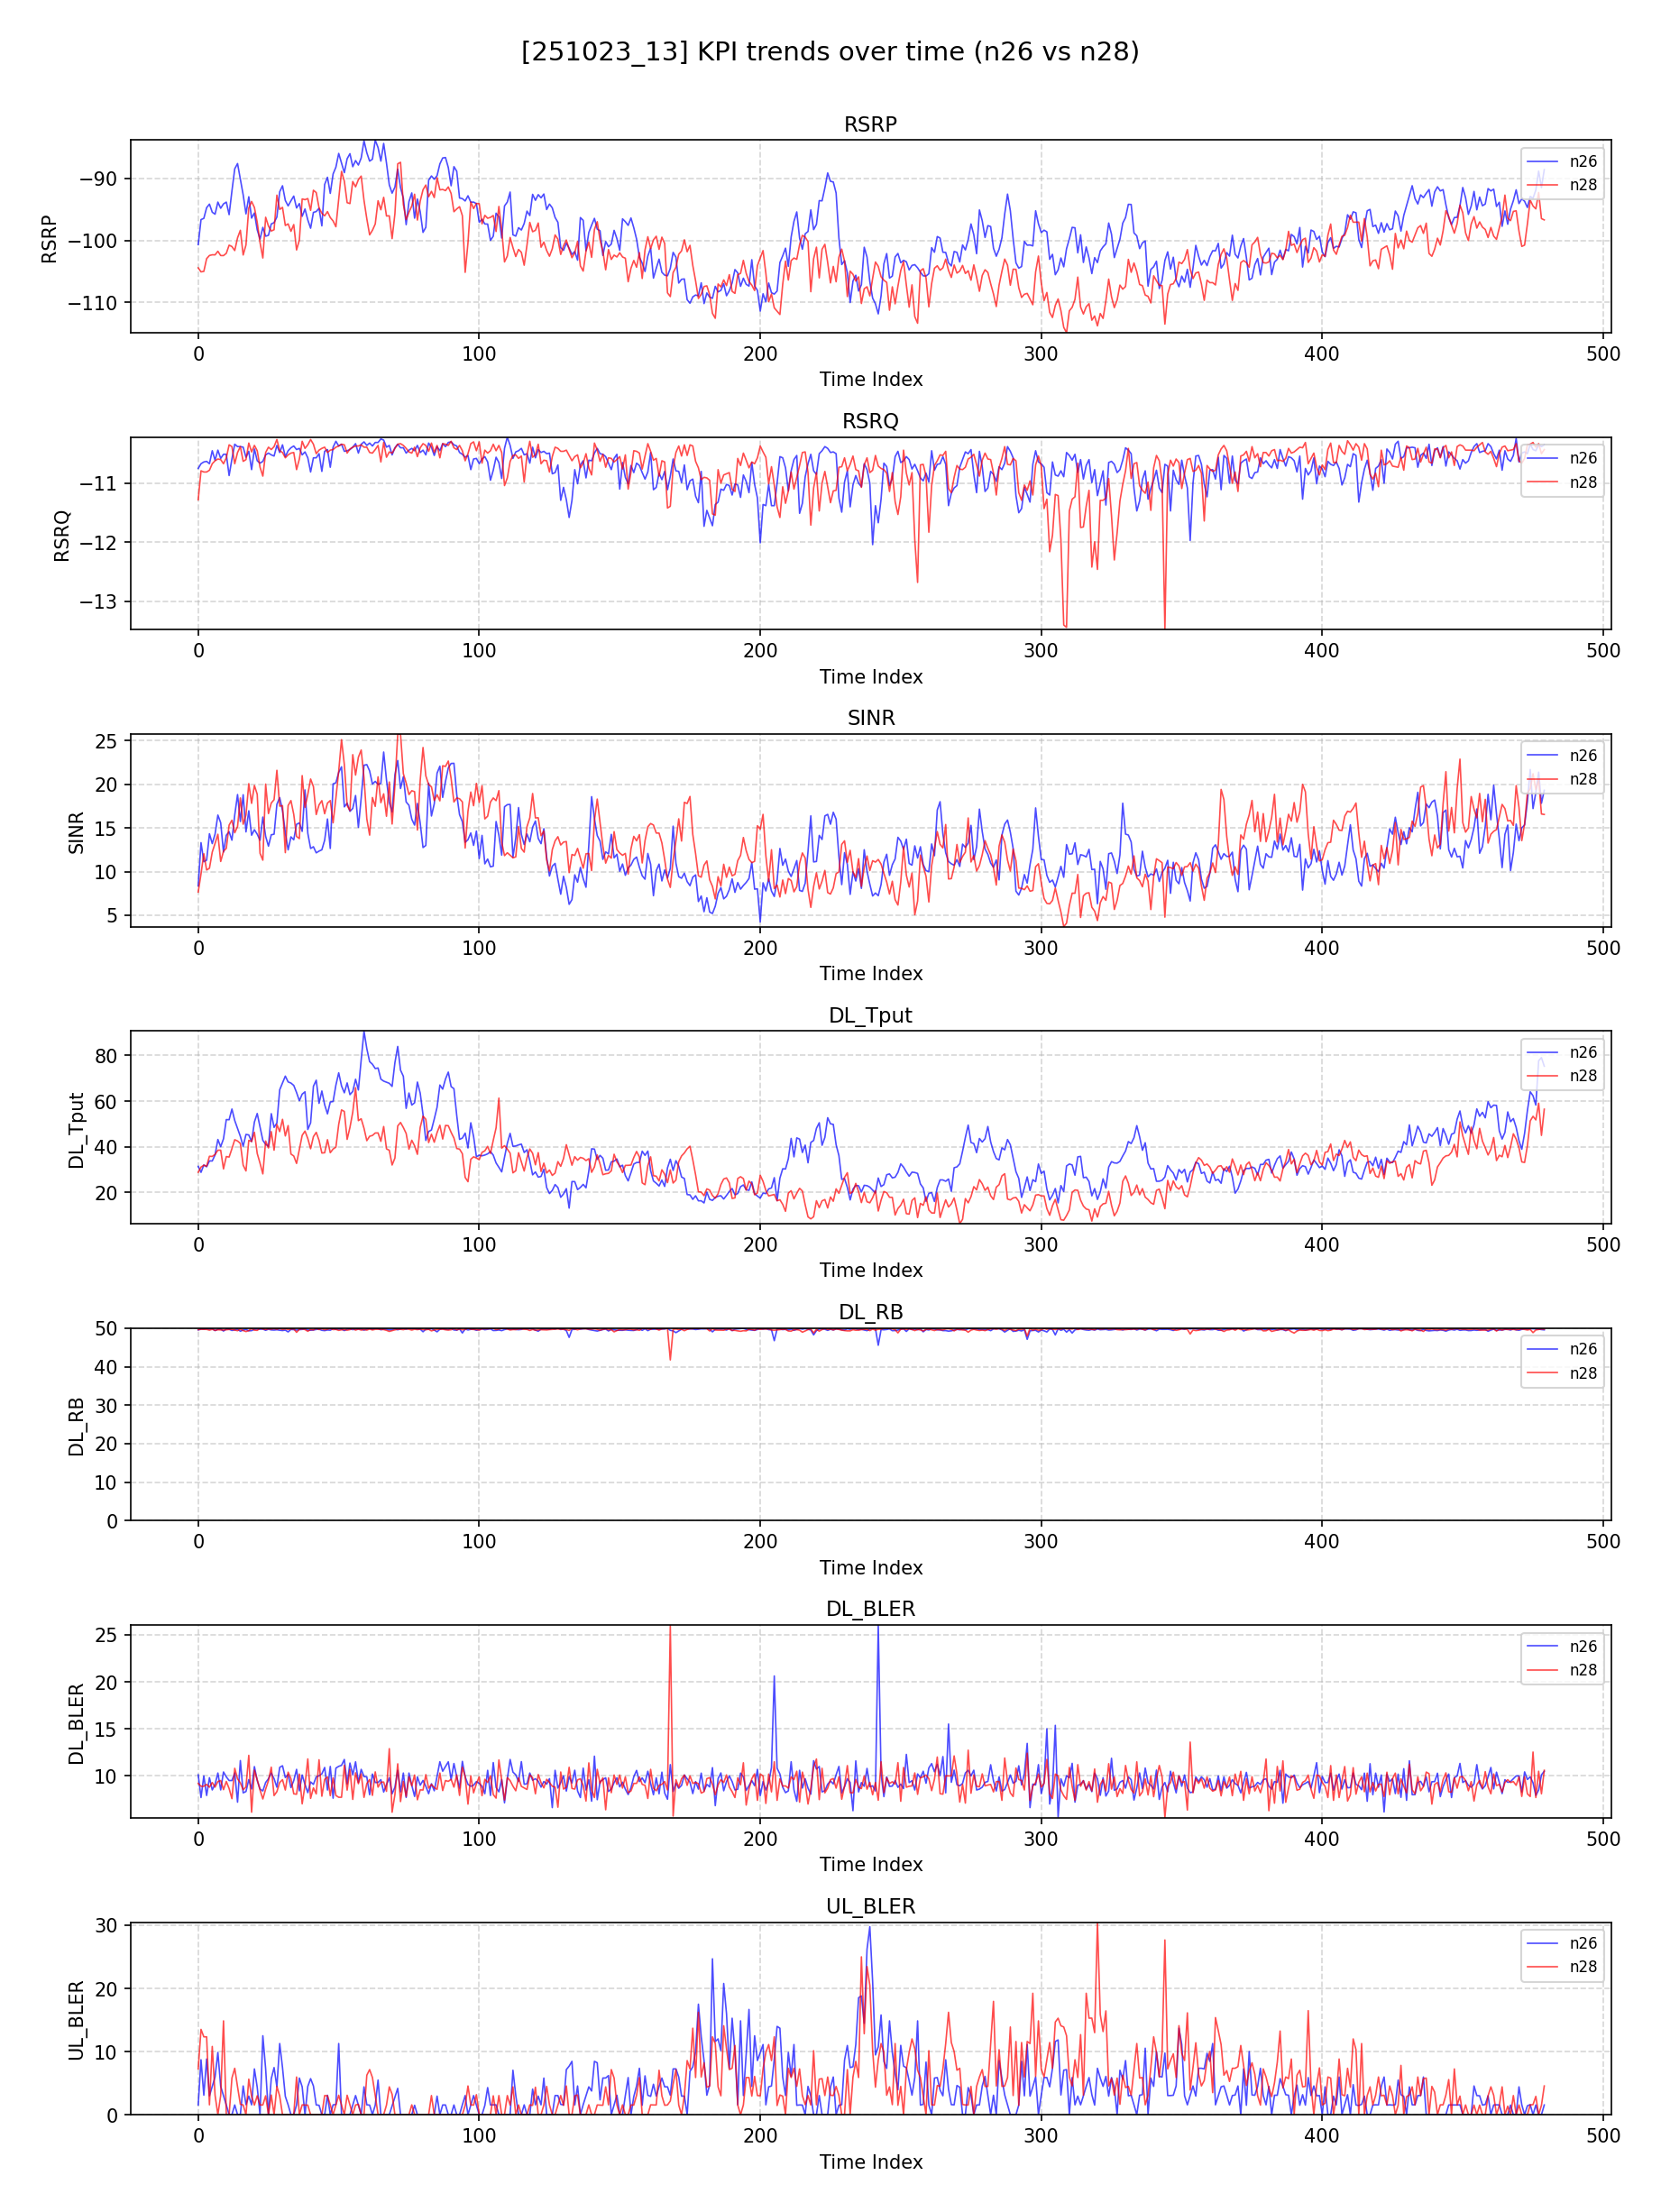 [251023_13] KPI trends over time (n26 vs n28)
RSRP
RSRP
−90
−100
−110
n26
n28
0 100 200 300 400 500
Time Index
RSRQ
RSRQ
−11
−12
−13
n26
n28
0 100 200 300 400 500
Time Index
SINR
SINR
25
20
15
10
5
n26
n28
0 100 200 300 400 500
Time Index
DL_Tput
DL_Tput
80
60
40
20
n26
n28
0 100 200 300 400 500
Time Index
DL_RB
DL_RB
50
40
30
20
10
0
n26
n28
0 100 200 300 400 500
Time Index
DL_BLER
DL_BLER
25
20
15
10
n26
n28
0 100 200 300 400 500
Time Index
UL_BLER
UL_BLER
30
20
10
0
n26
n28
0 100 200 300 400 500
Time Index